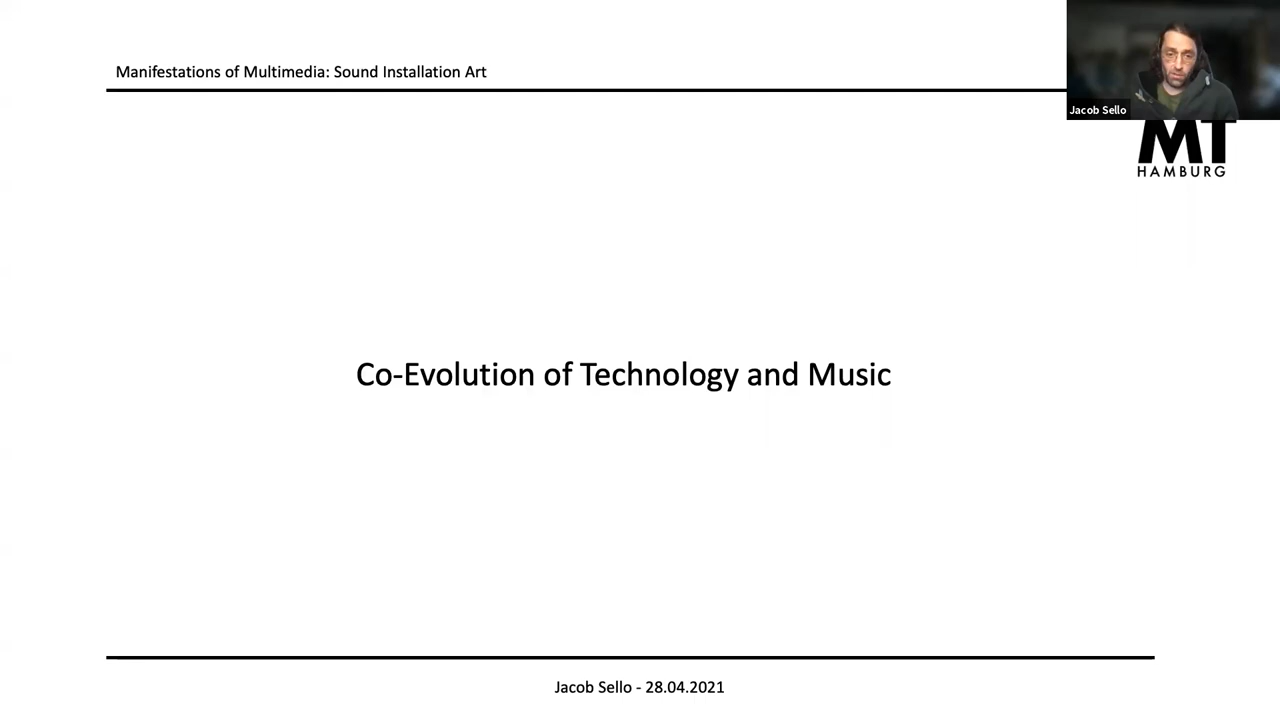 Manifestations of Multimedia: Sound Installation Art
Jacob Sello
MT
HAMBURG
Co-Evolution of Technology and Music
Jacob Sello - 28.04.2021